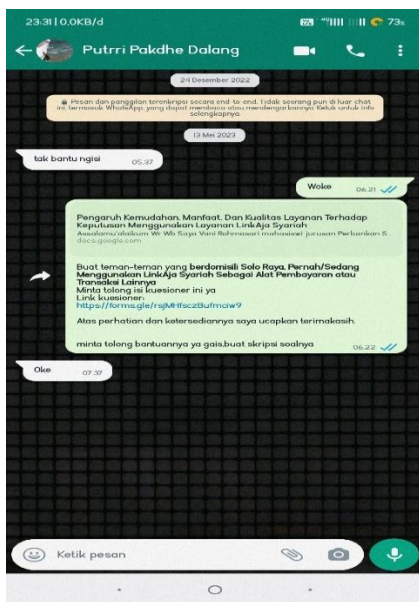 23:31 | 0,0KB/d
73%
Putrri Pakdhe Dalang
24 Desember 2022
Pesan dan panggilan terenkripsi secara end-to-end. Tidak seorang pun di luar chat
ini, termasuk WhatsApp, yang dapat membaca atau mendengarkannya. Ketuk untuk info
selengkapnya.
13 Mei 2023
tak bantu ngisi
05.37
Woke
06.21
Pengaruh Kemudahan, Manfaat, Dan Kualitas Layanan Terhadap
Keputusan Menggunakan Layanan LinkAja Syariah
Assalamu'alaikum Wr Wb Saya Vani Rohmasari mahasiswi jurusan Perbankan S...
docs.google.com
Buat teman-teman yang berdomisili Solo Raya, Pernah/Sedang
Menggunakan LinkAja Syariah Sebagai Alat Pembayaran atau
Transaksi Lainnya
Minta tolong isi kuesioner ini ya
Link kuesioner:
Atas perhatian dan ketersediannya saya ucapkan terimakasih.
minta tolong bantuannya ya gais,buat skripsi soalnya
06.22
Oke
07.37
Ketik pesan